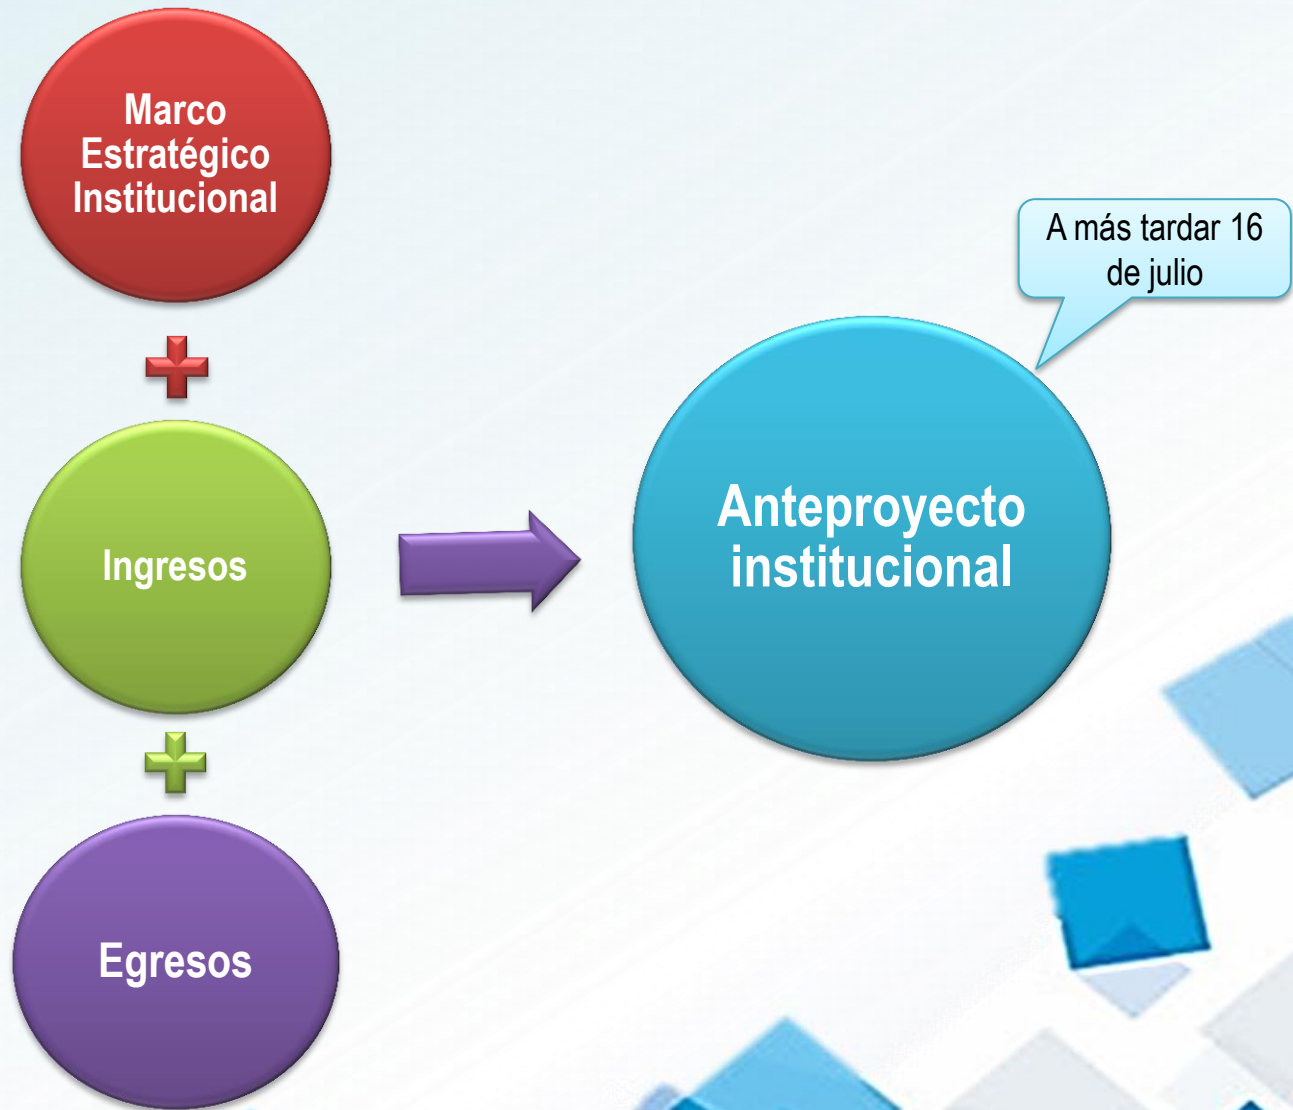 Marco
Estratégico
Institucional
Ingresos
Egresos
A más tardar 16
de julio
Anteproyecto
institucional